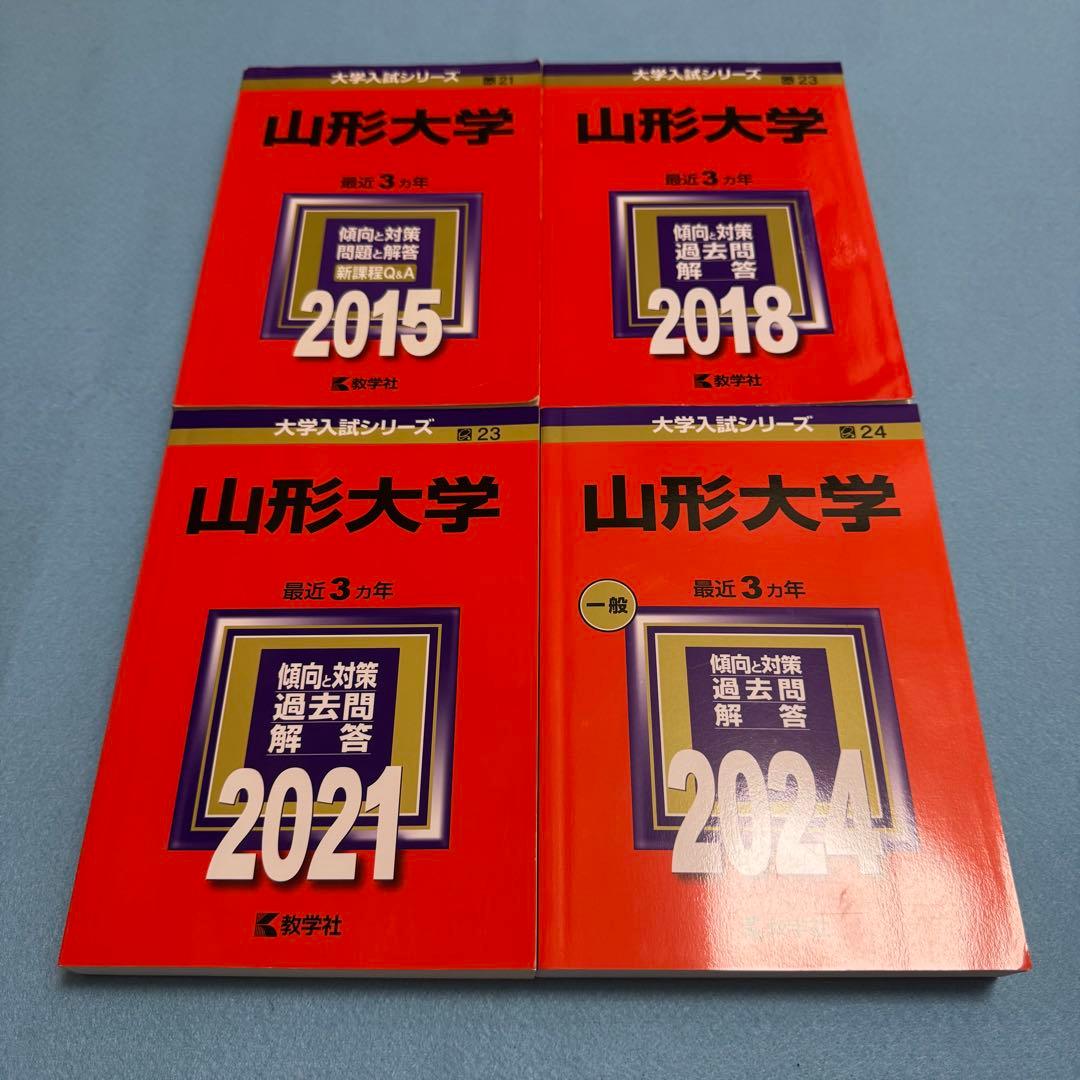 大学入試シリーズ
21
山形大学
最近3カ年
傾向と対策
問題と解答
新課程Q&A
2015
教学社
大学入試シリーズ
23
山形大学
最近3カ年
傾向と対策
過去問
解答
2018
教学社
大学入試シリーズ
23
山形大学
最近3カ年
傾向と対策
過去問
解答
2021
教学社
大学入試シリーズ
24
山形大学
一般
最近3カ年
傾向と対策
過去問
解答
2024